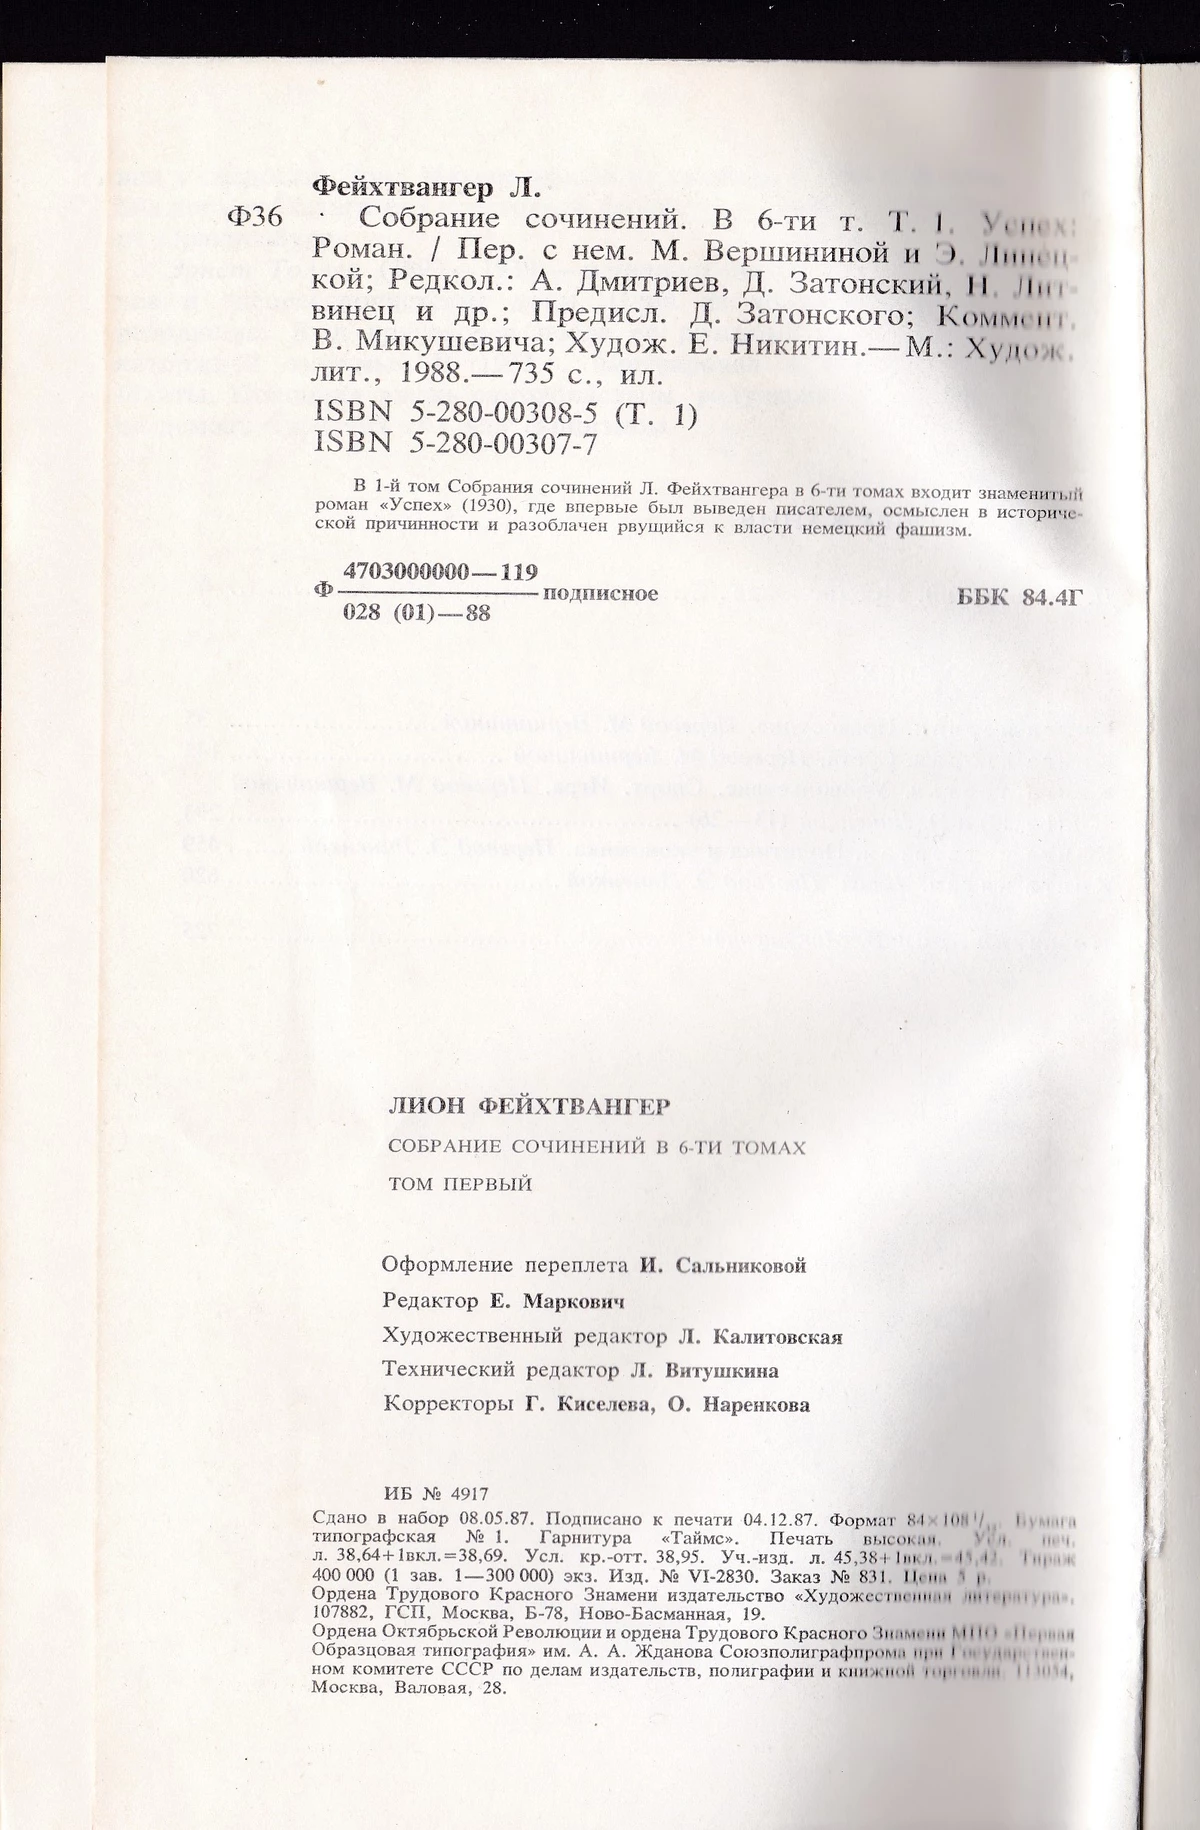 Фейхтвангер Л.
Ф36 Собрание сочинений. В 6-ти т. Т. 1. Успех:
Роман. / Пер. с нем. М. Вершининой и Э. Линец-
кой; Редкол.: А. Дмитриев, Д. Затонский, Н. Лит-
винец и др.; Предисл. Д. Затонского; Коммент.
В. Микушевича; Худож. Е. Никитин.— М.: Худож.
лит., 1988.— 735 с., ил.
ISBN 5-280-00308-5 (Т. 1)
ISBN 5-280-00307-7
В 1-й том Собрания сочинений Л. Фейхтвангера в 6-ти томах входит знаменитый
роман «Успех» (1930), где впервые был выведен писателем, осмыслен в историче-
ской причинности и разоблачен рвущийся к власти немецкий фашизм.
4703000000—119
Ф подписное ББК 84.4Г
028 (01)—88
ЛИОН ФЕЙХТВАНГЕР
СОБРАНИЕ СОЧИНЕНИЙ В 6-ТИ ТОМАХ
ТОМ ПЕРВЫЙ
Оформление переплета И. Сальниковой
Редактор Е. Маркович
Художественный редактор Л. Калитовская
Технический редактор Л. Витушкина
Корректоры Г. Киселева, О. Наренкова
ИБ № 4917
Сдано в набор 08.05.87. Подписано к печати 04.12.87. Формат 84×108 Бумага
типографская № 1. Гарнитура «Таймс». Печать высокая. Усл. печ.
л. 38,64+1вкл.=38,69. Усл. кр.-отт. 38,95. Уч.-изд. л. 45,38+1вкл. Тираж
400 000 (1 зав. 1—300 000) экз. Изд. № VI-2830. Заказ № 831. Цена р.
Ордена Трудового Красного Знамени издательство «Художественная литература»,
107882, ГСП, Москва, Б-78, Ново-Басманная, 19.
Ордена Октябрьской Революции и ордена Трудового Красного Знамени МПО «Первая
Образцовая типография» им. А. А. Жданова Союзполиграфпрома при Государствен-
ном комитете СССР по делам издательств, полиграфии и книжной торговли. 113054,
Москва, Валовая, 28.